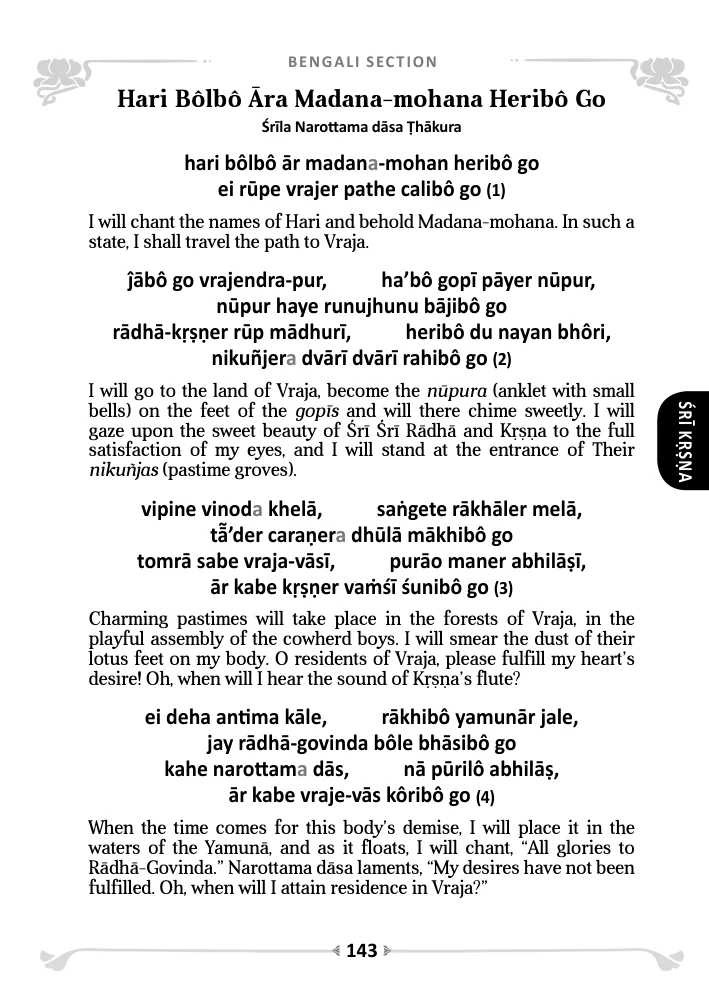 BENGALI SECTION
Hari Bôlbô Āra Madana-mohana Heribô Go
Śrīla Narottama dāsa Ṭhākura
hari bôlbô ār madana-mohan heribô go
ei rūpe vrajer pathe calibô go (1)
I will chant the names of Hari and behold Madana-mohana. In such a
state, I shall travel the path to Vraja.
ĵābô go vrajendra-pur, ha’bô gopī pāyer nūpur,
nūpur haye runujhunu bājibô go
rādhā-kṛṣṇer rūp mādhurī, heribô du nayan bhôri,
nikuñjera dvārī dvārī rahibô go (2)
I will go to the land of Vraja, become the nūpura (anklet with small
bells) on the feet of the gopīs and will there chime sweetly. I will
gaze upon the sweet beauty of Śrī Śrī Rādhā and Kṛṣṇa to the full
satisfaction of my eyes, and I will stand at the entrance of Their
nikuñjas (pastime groves).
ŚRĪ KṚṢṆA
vipine vinoda khelā, saṅgete rākhāler melā,
tā̃’der caraṇera dhūlā mākhibô go
tomrā sabe vraja-vāsī, purāo maner abhilāṣī,
ār kabe kṛṣṇer vaṁśī śunibô go (3)
Charming pastimes will take place in the forests of Vraja, in the
playful assembly of the cowherd boys. I will smear the dust of their
lotus feet on my body. O residents of Vraja, please fulfill my heart’s
desire! Oh, when will I hear the sound of Kṛṣṇa’s flute?
ei deha antima kāle, rākhibô yamunār jale,
jay rādhā-govinda bôle bhāsibô go
kahe narottama dās, nā pūrilô abhilāṣ,
ār kabe vraje-vās kôribô go (4)
When the time comes for this body’s demise, I will place it in the
waters of the Yamunā, and as it floats, I will chant, “All glories to
Rādhā-Govinda.” Narottama dāsa laments, “My desires have not been
fulfilled. Oh, when will I attain residence in Vraja?”
143